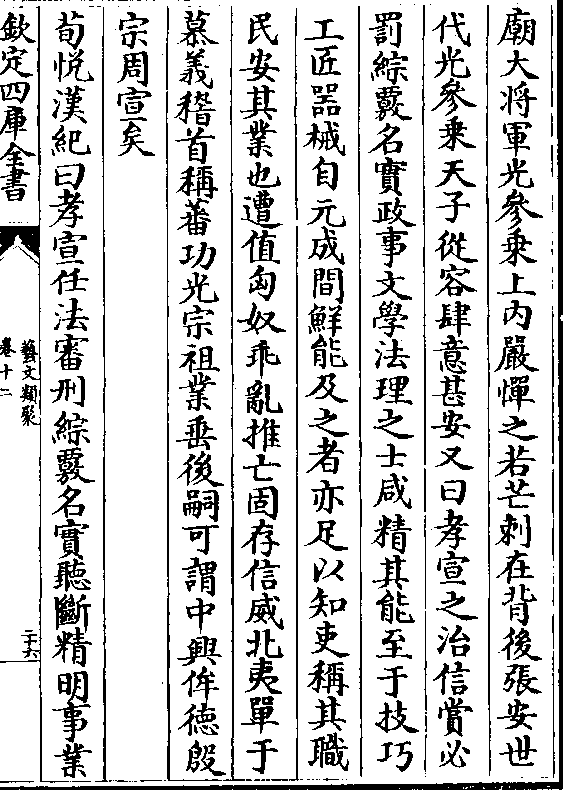 廟大將軍光參乗上内嚴憚之若芒刺在背後張安世
代光參乗天子從容肆意甚安又曰孝宣之治信賞必
罰綜覈名實政事文學法理之士咸精其能至于技巧
工匠器械自元成間鮮能及之者亦足以知吏稱其職
民安其業也遭值匈奴乖亂推亡固存信威北夷單于
慕義稽首稱蕃功光宗祖業垂後嗣可謂中興侔徳殷
宗周宣矣
荀悦漢紀曰孝宣任法審刑綜覈名實聽斷精明事業
欽定四庫全書
藝文類聚
卷十二
二十六